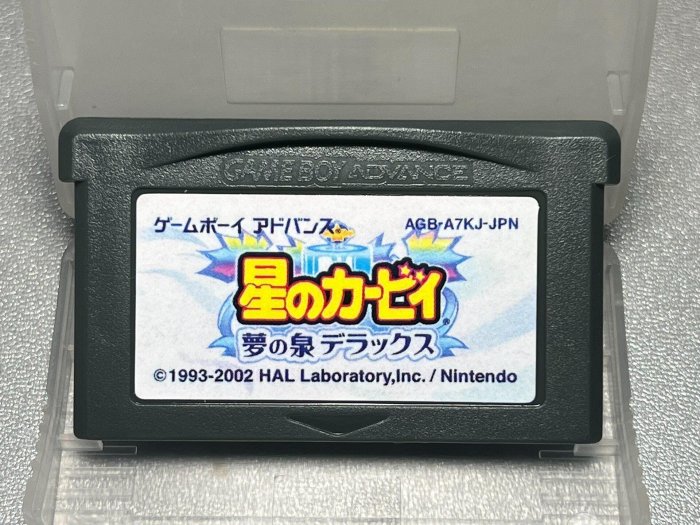 GAME BOY ADVANCE
ゲームボーイ アドバンス
AGB-A7KJ-JPN
星のカービィ
夢の泉デラックス
©1993-2002 HAL Laboratory,Inc. / Nintendo